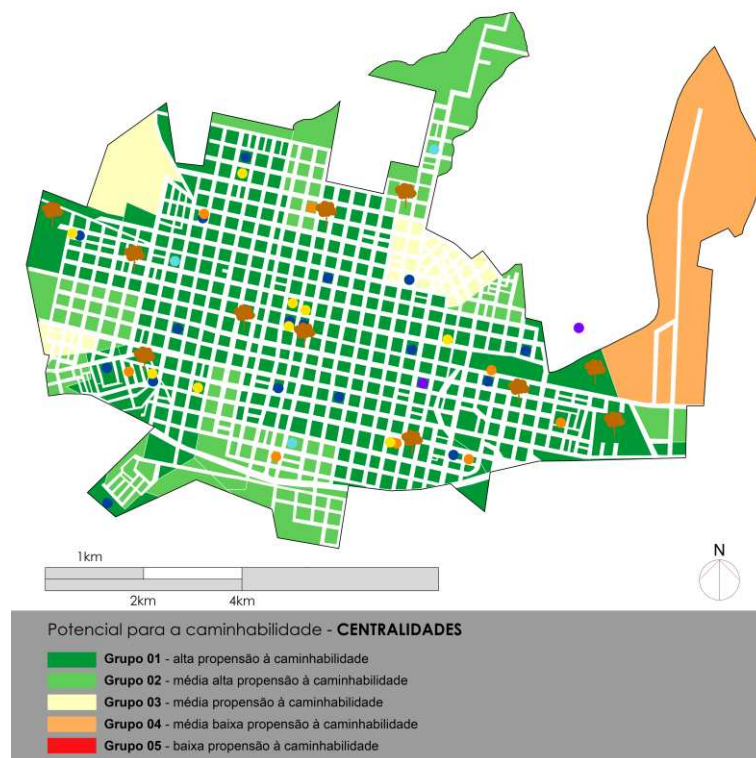 1km
2km 4km
N
Potencial para a caminhabilidade - CENTRALIDADES
Grupo 01 - alta propensão à caminhabilidade
Grupo 02 - média alta propensão à caminhabilidade
Grupo 03 - média propensão à caminhabilidade
Grupo 04 - média baixa propensão à caminhabilidade
Grupo 05 - baixa propensão à caminhabilidade